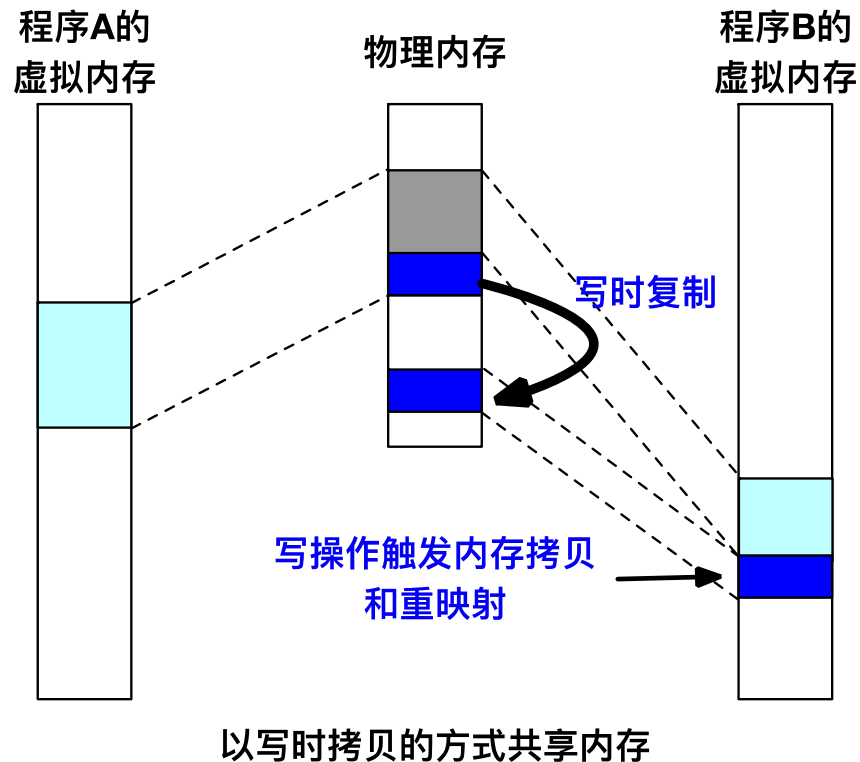 程序A的
虚拟内存
物理内存
程序B的
虚拟内存
写时复制
写操作触发内存拷贝
和重映射
以写时拷贝的方式共享内存